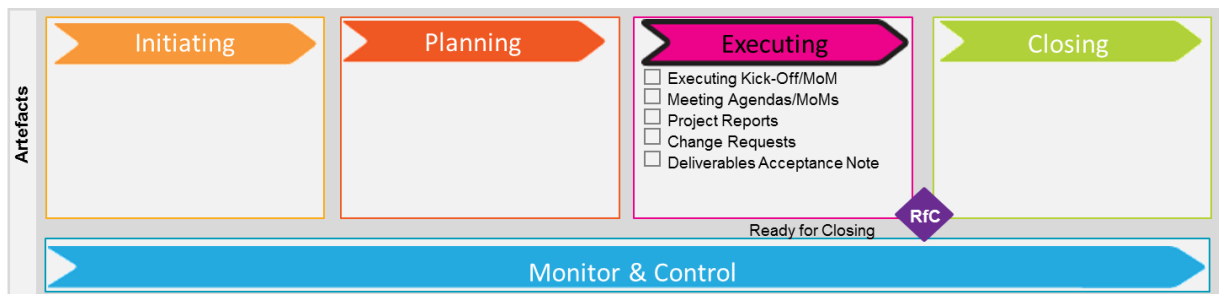 Artefacts
Initiating
Planning
Executing
Closing
Executing Kick-Off/MoM
Meeting Agendas/MoMs
Project Reports
Change Requests
Deliverables Acceptance Note
RfC
Ready for Closing
Monitor & Control